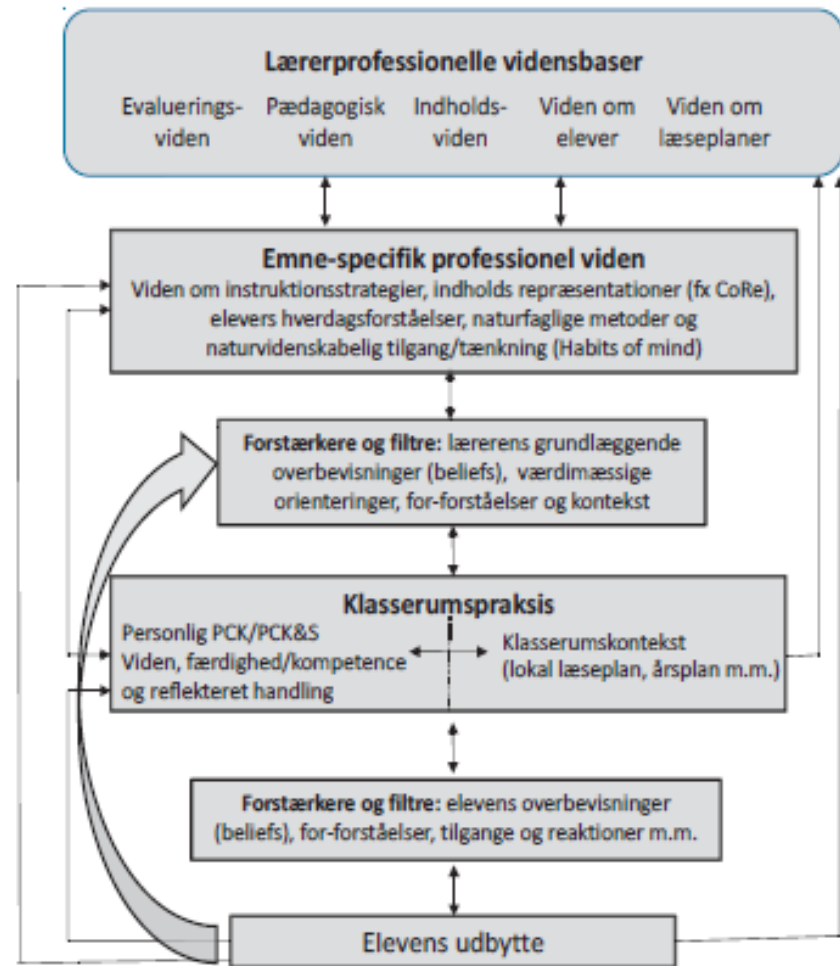 Lærerprofessionelle vidensbaser
Evaluerings-
viden
Pædagogisk
viden
Indholds-
viden
Viden om
elever
Viden om
læseplaner
Emne-specifik professionel viden
Viden om instruktionsstrategier, indholds repræsentationer (fx CoRe),
elevers hverdagsforståelser, naturfaglige metoder og
naturvidenskabelig tilgang/tænkning (Habits of mind)
Forstærkere og filtre: lærerens grundlæggende
overbevisninger (beliefs), værdimæssige
orienteringer, for-forståelser og kontekst
Klasserumspraksis
Personlig PCK/PCK&S
Viden, færdighed/kompetence
og reflekteret handling
Klasserumskontekst
(lokal læseplan, årsplan m.m.)
Forstærkere og filtre: elevens overbevisninger
(beliefs), for-forståelser, tilgange og reaktioner m.m.
Elevens udbytte